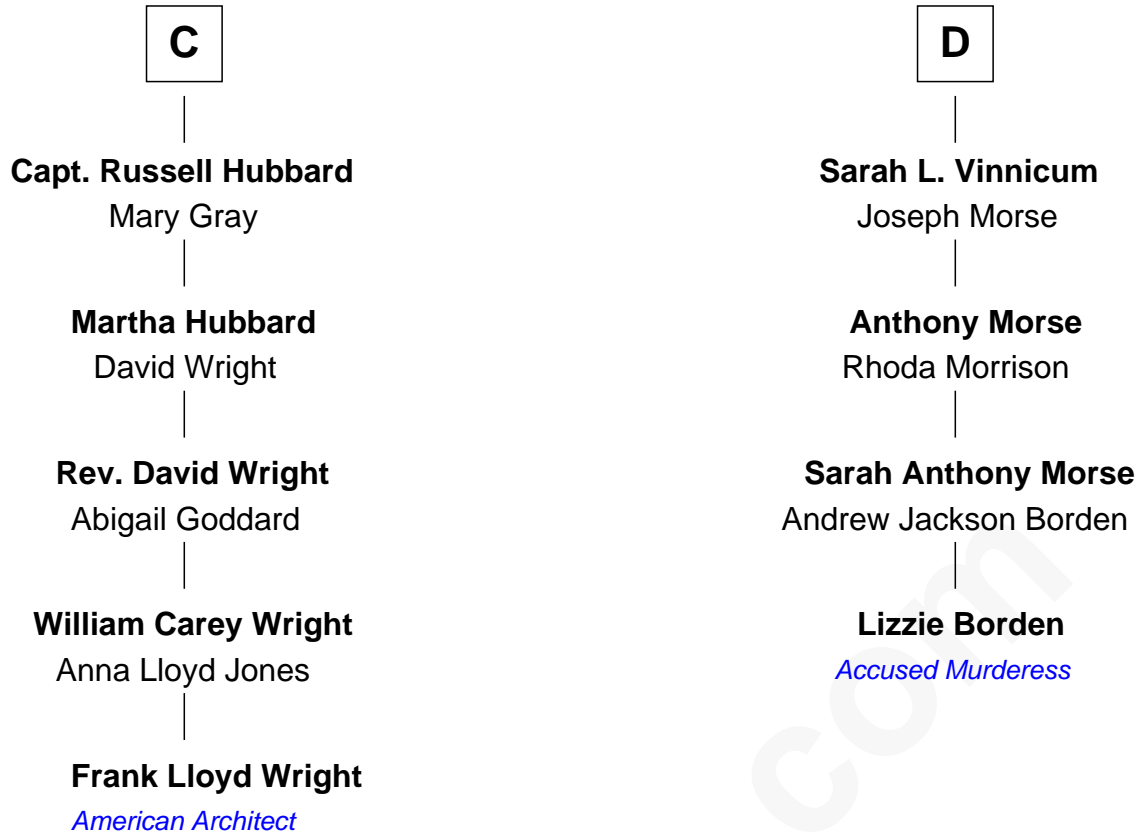 C
Capt. Russell Hubbard
Mary Gray
Martha Hubbard
David Wright
Rev. David Wright
Abigail Goddard
William Carey Wright
Anna Lloyd Jones
Frank Lloyd Wright
American Architect
D
Sarah L. Vinnicum
Joseph Morse
Anthony Morse
Rhoda Morrison
Sarah Anthony Morse
Andrew Jackson Borden
Lizzie Borden
Accused Murderess
com